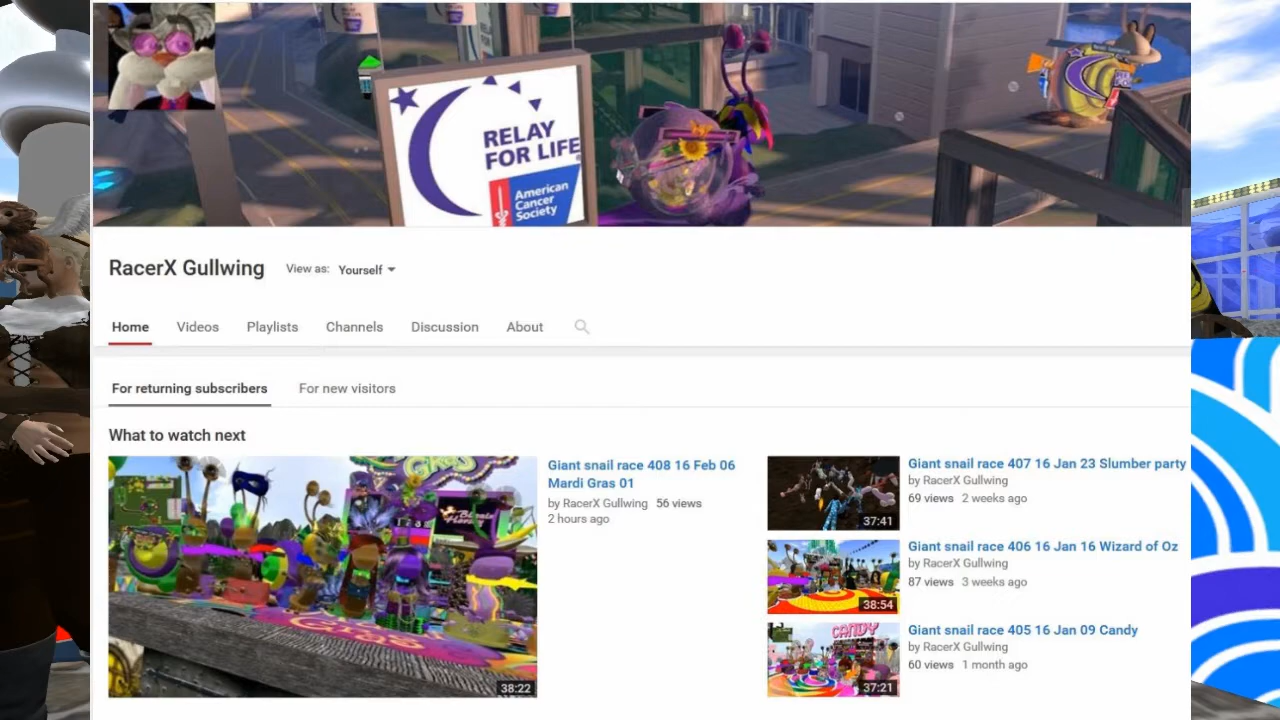 RELAY
FOR LIFE
American
Cancer
Society
RacerX Gullwing
View as: Yourself
Home Videos Playlists Channels Discussion About
For returning subscribers For new visitors
What to watch next
38:22
Giant snail race 408 16 Feb 06
Mardi Gras 01
by RacerX Gullwing 56 views
2 hours ago
37:41
Giant snail race 407 16 Jan 23 Slumber party
by RacerX Gullwing
69 views 2 weeks ago
38:54
Giant snail race 406 16 Jan 16 Wizard of Oz
by RacerX Gullwing
87 views 3 weeks ago
CANDY
37:21
Giant snail race 405 16 Jan 09 Candy
by RacerX Gullwing
60 views 1 month ago